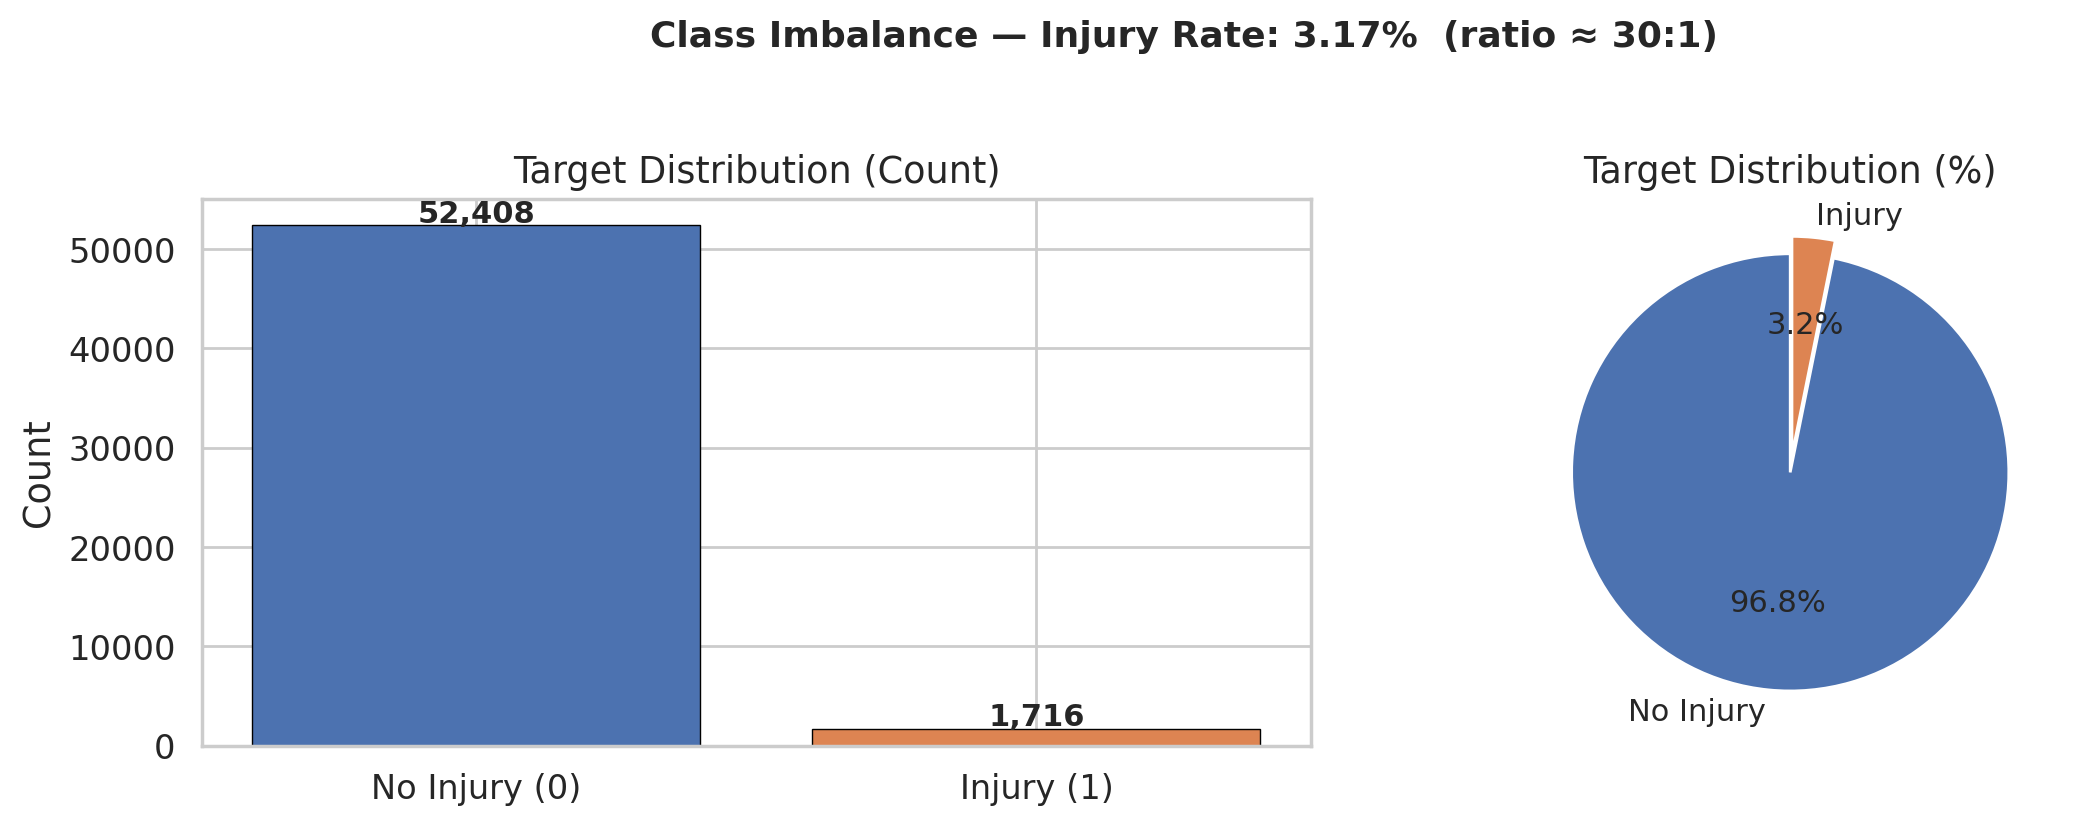 Class Imbalance — Injury Rate: 3.17%  (ratio ≈ 30:1)
Target Distribution (Count)
52,408
50000
40000
30000
20000
10000
0
Count
1,716
No Injury (0)
Injury (1)
Target Distribution (%)
Injury
3.2%
96.8%
No Injury